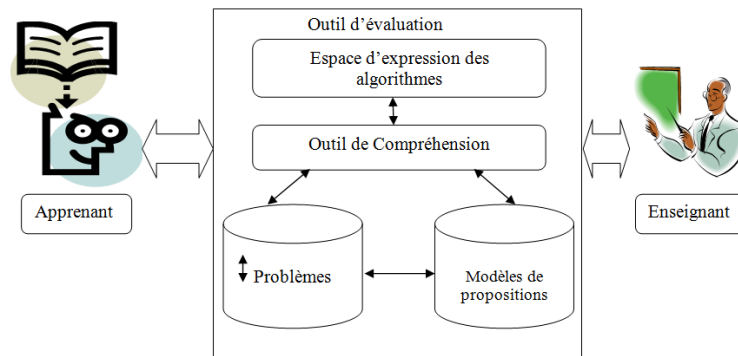 Outil d'évaluation
Espace d'expression des
algorithmes
Outil de Compréhension
Apprenant
Enseignant
Problèmes
Modèles de
propositions